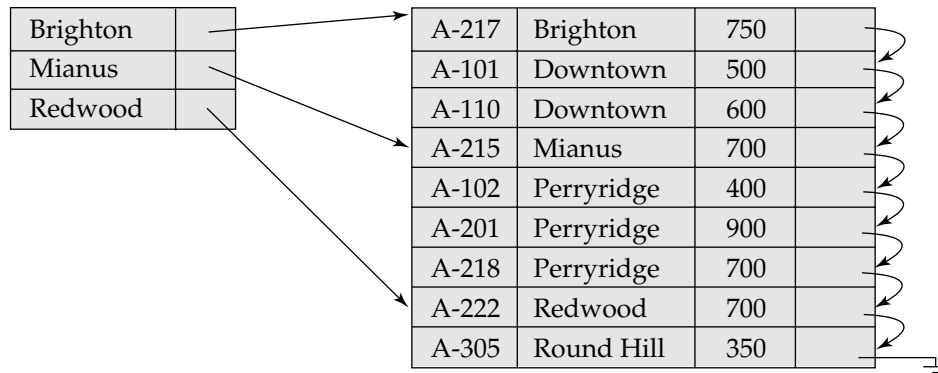 Brighton
Mianus
Redwood
A-217 Brighton 750
A-101 Downtown 500
A-110 Downtown 600
A-215 Mianus 700
A-102 Perryridge 400
A-201 Perryridge 900
A-218 Perryridge 700
A-222 Redwood 700
A-305 Round Hill 350